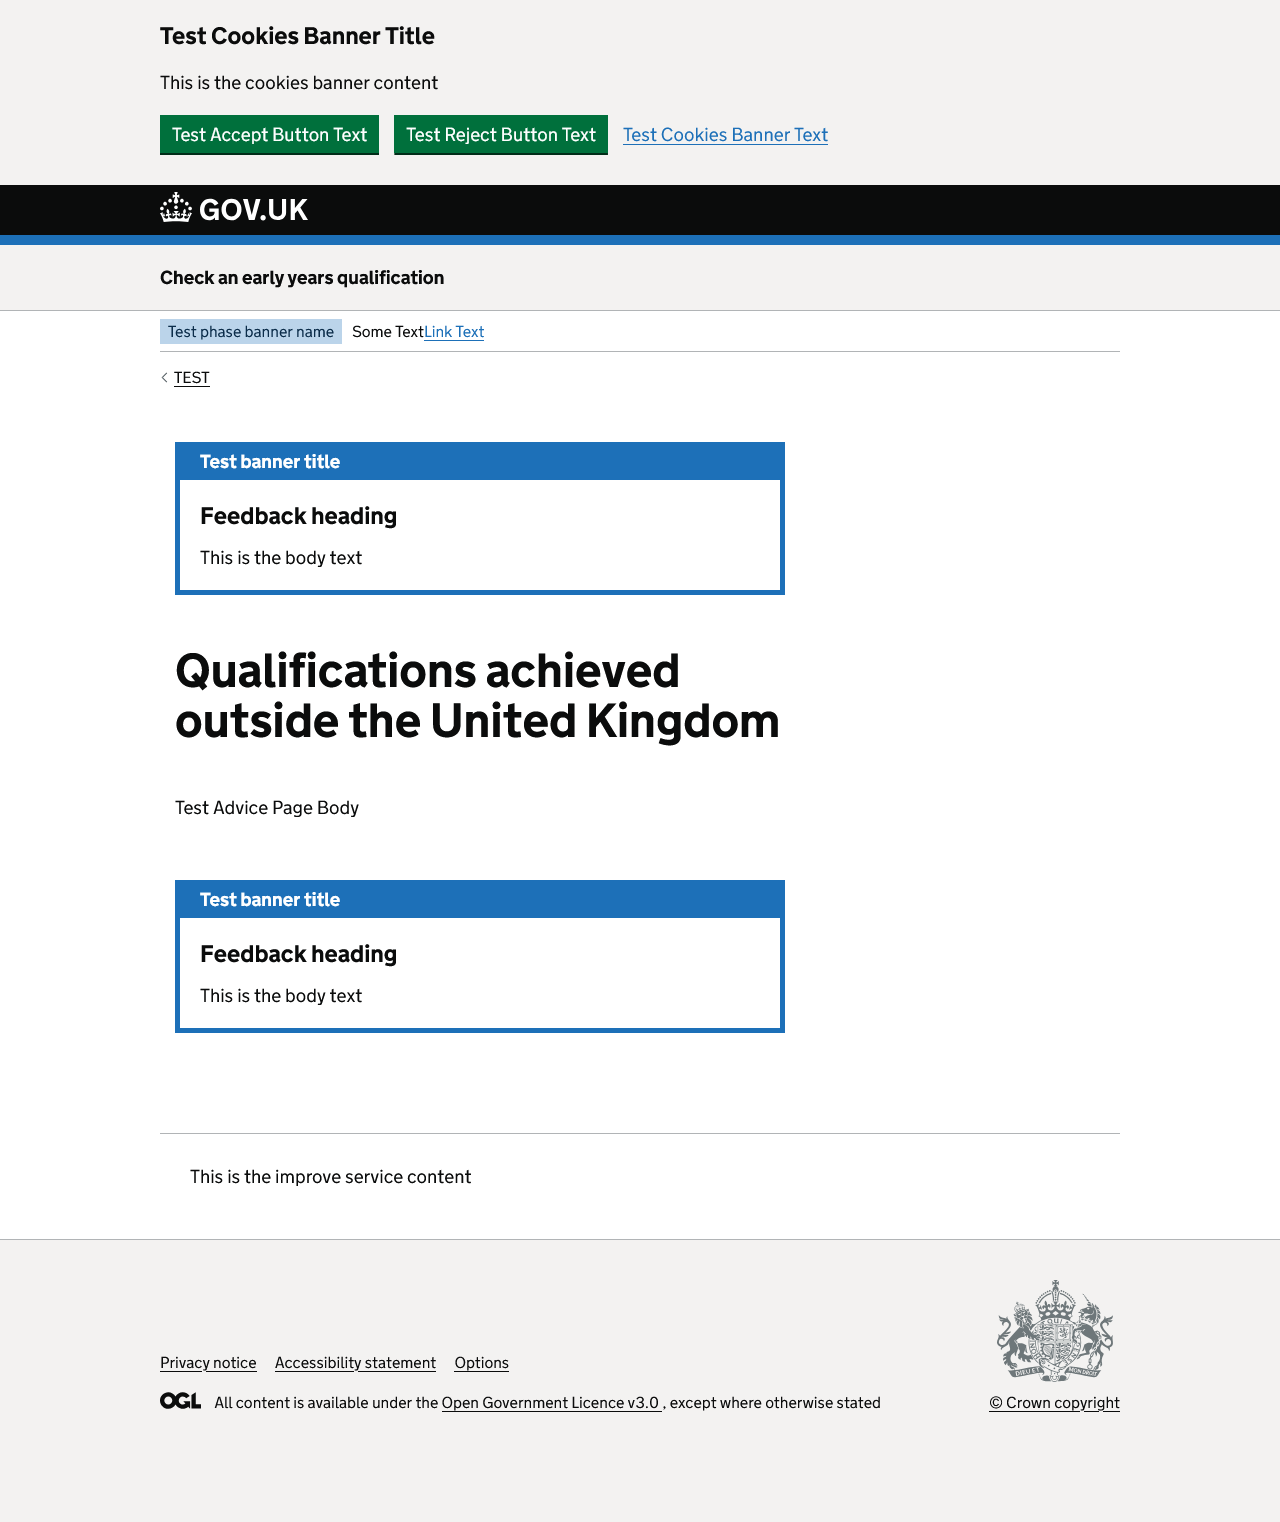 Test Cookies Banner Title
This is the cookies banner content
Test Accept Button Text Test Reject Button Text Test Cookies Banner Text
GOV.UK
Check an early years qualification
Test phase banner name Some TextLink Text
TEST
Test banner title
Feedback heading
This is the body text
Qualifications achieved
outside the United Kingdom
Test Advice Page Body
Test banner title
Feedback heading
This is the body text
This is the improve service content
Privacy notice Accessibility statement Options
OGL All content is available under the Open Government Licence v3.0 , except where otherwise stated
© Crown copyright